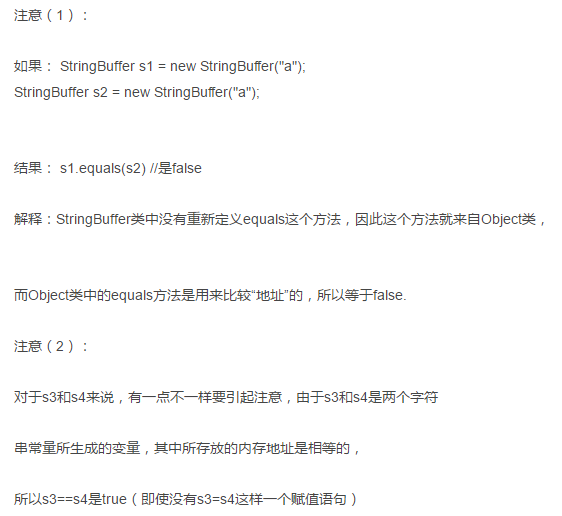 注意（1）：
如果： StringBuffer s1 = new StringBuffer("a");
StringBuffer s2 = new StringBuffer("a");
结果： s1.equals(s2) //是false
解释：StringBuffer类中没有重新定义equals这个方法，因此这个方法就来自Object类，
而Object类中的equals方法是用来比较“地址”的，所以等于false.
注意（2）：
对于s3和s4来说，有一点不一样要引起注意，由于s3和s4是两个字符
串常量所生成的变量，其中所存放的内存地址是相等的，
所以s3==s4是true（即使没有s3=s4这样一个赋值语句）